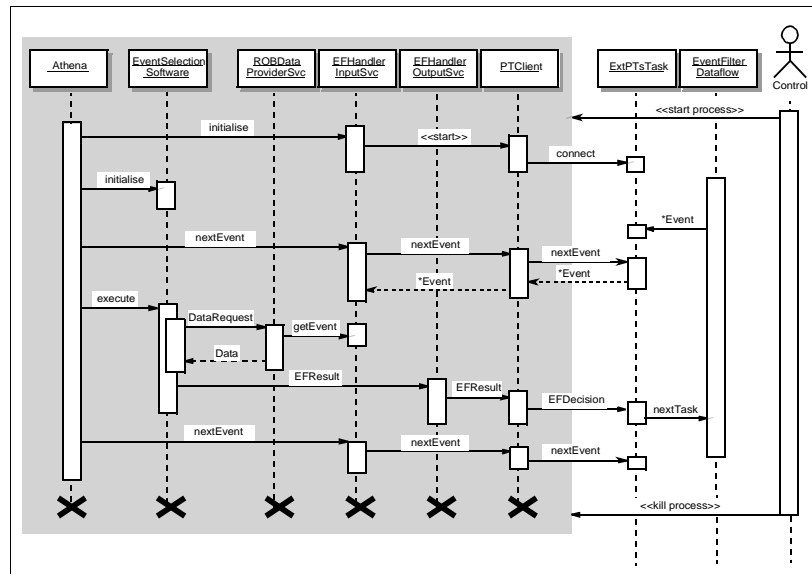 Athena
EventSelection
Software
ROBData
ProviderSvc
EFHandler
InputSvc
EFHandler
OutputSvc
PTClient
ExtPTsTask
EventFilter
Dataflow
Control
<<start process>>
initialise
<<start>>
connect
initialise
*Event
nextEvent
nextEvent
nextEvent
*Event
*Event
execute
DataRequest
getEvent
Data
EFResult
EFResult
EFDecision
nextTask
nextEvent
nextEvent
nextEvent
<<kill process>>